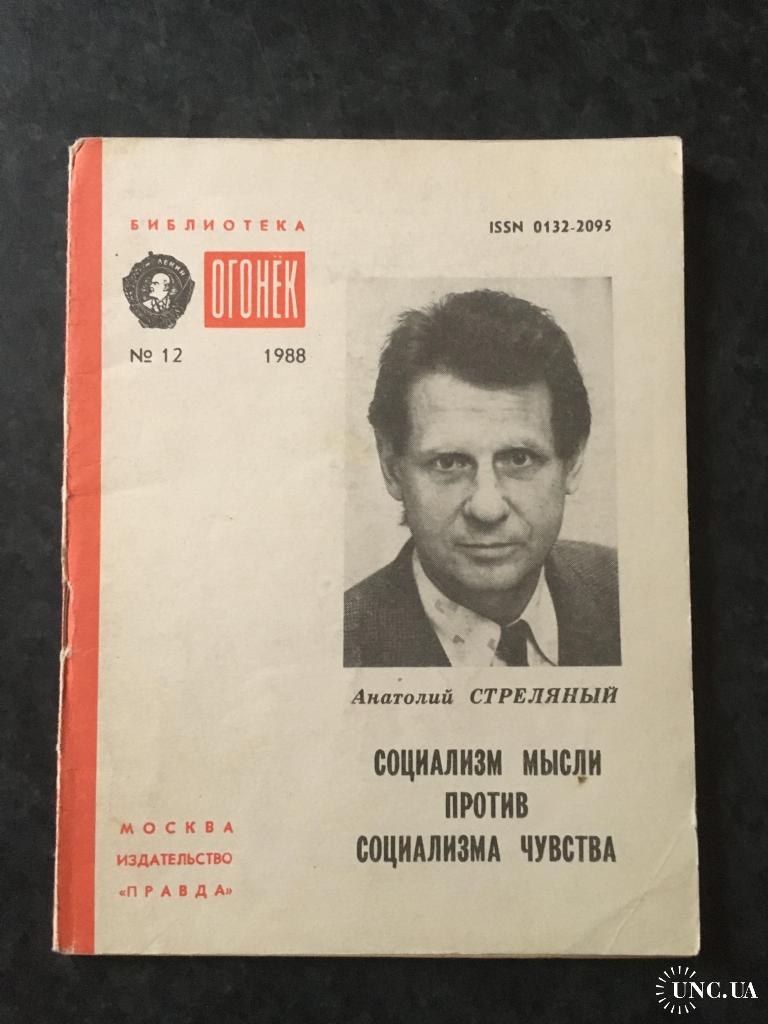 БИБЛИОТЕКА
ISSN 0132-2095
ЛЕНИН
ОГОНЁК
№ 12 1988
Анатолий СТРЕЛЯНЫЙ
СОЦИАЛИЗМ МЫСЛИ
ПРОТИВ
СОЦИАЛИЗМА ЧУВСТВА
МОСКВА
ИЗДАТЕЛЬСТВО
«ПРАВДА»
UNC.UA